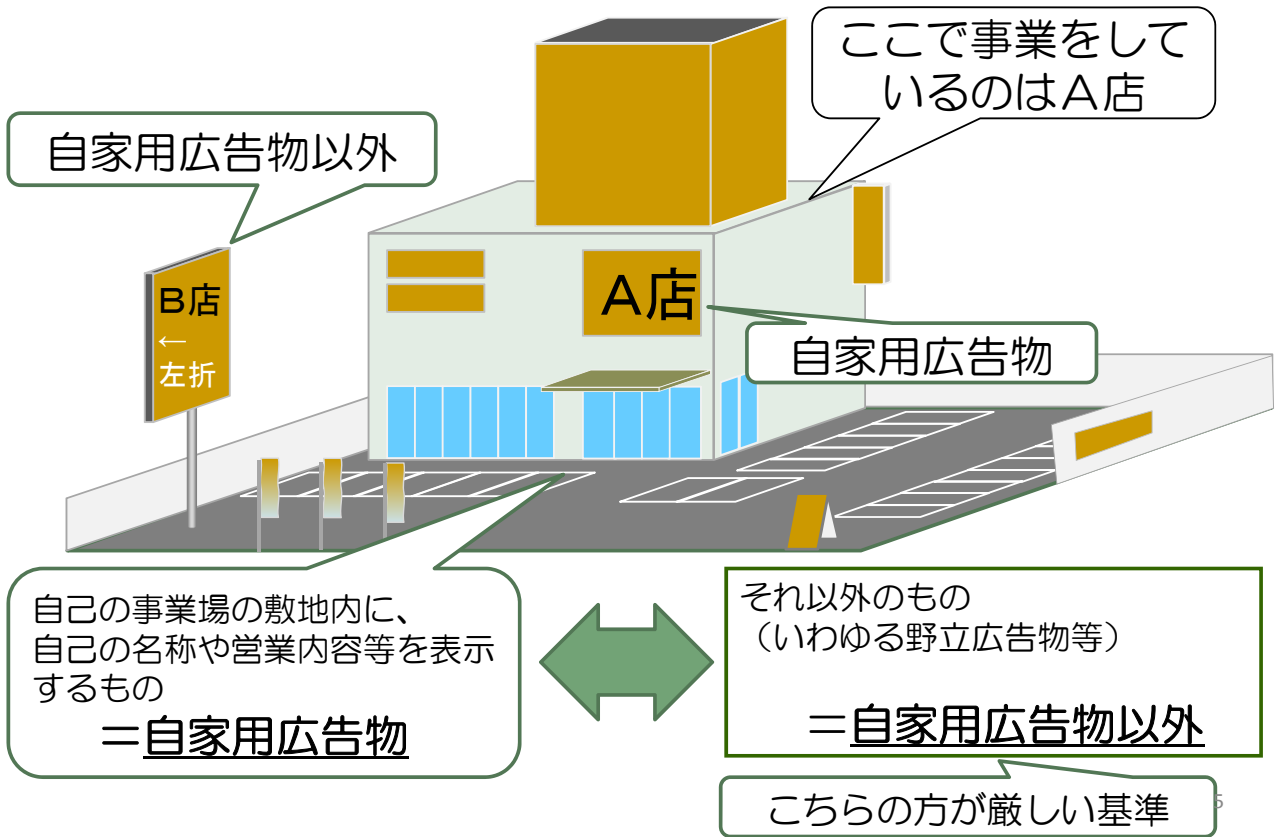 ここで事業をして
いるのはA店
自家用広告物以外
B店
←
左折
A店
自家用広告物
自己の事業場の敷地内に、
自己の名称や営業内容等を表示
するもの
＝自家用広告物
それ以外のもの
（いわゆる野立広告物等）
＝自家用広告物以外
こちらの方が厳しい基準
5